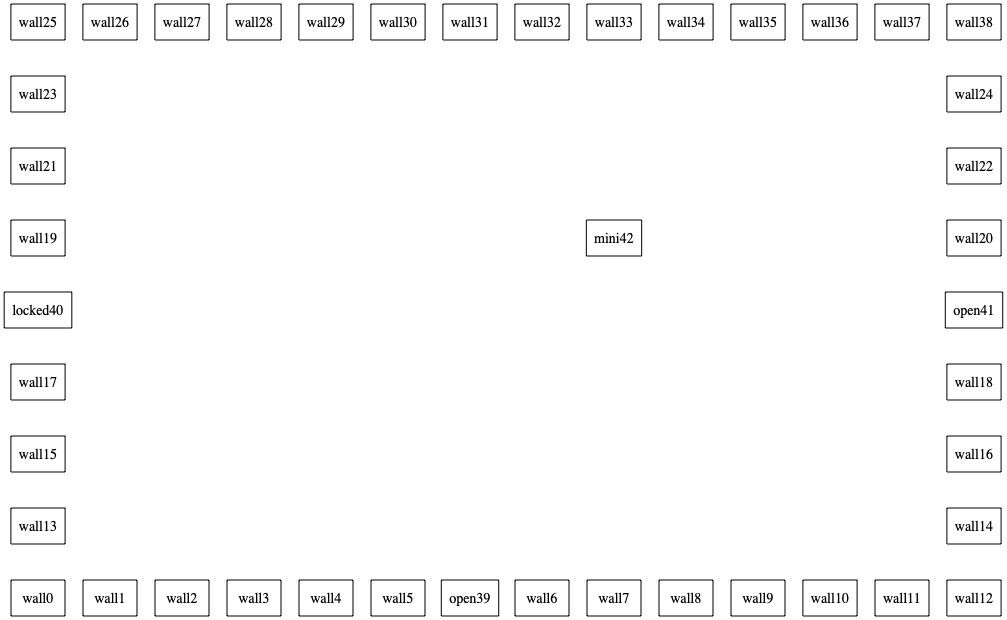 wall25 wall26 wall27 wall28 wall29 wall30 wall31 wall32 wall33 wall34 wall35 wall36 wall37 wall38
wall23 wall24
wall21 wall22
wall19 mini42 wall20
locked40 open41
wall17 wall18
wall15 wall16
wall13 wall14
wall0 wall1 wall2 wall3 wall4 wall5 open39 wall6 wall7 wall8 wall9 wall10 wall11 wall12